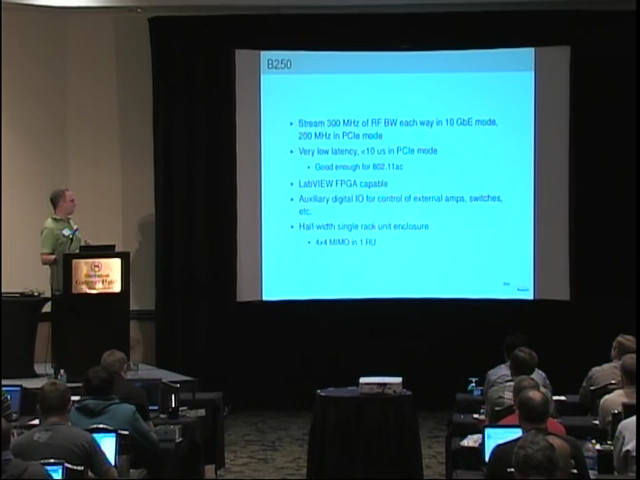 B250
• Stream 300 MHz of RF BW each way in 10 GbE mode,
200 MHz in PCIe mode
• Very low latency, <10 us in PCIe mode
• Good enough for 802.11ac
• LabVIEW FPGA capable
• Auxiliary digital IO for control of external amps, switches,
etc.
• Half-width single rack unit enclosure
• 4x4 MIMO in 1 RU
Sheraton